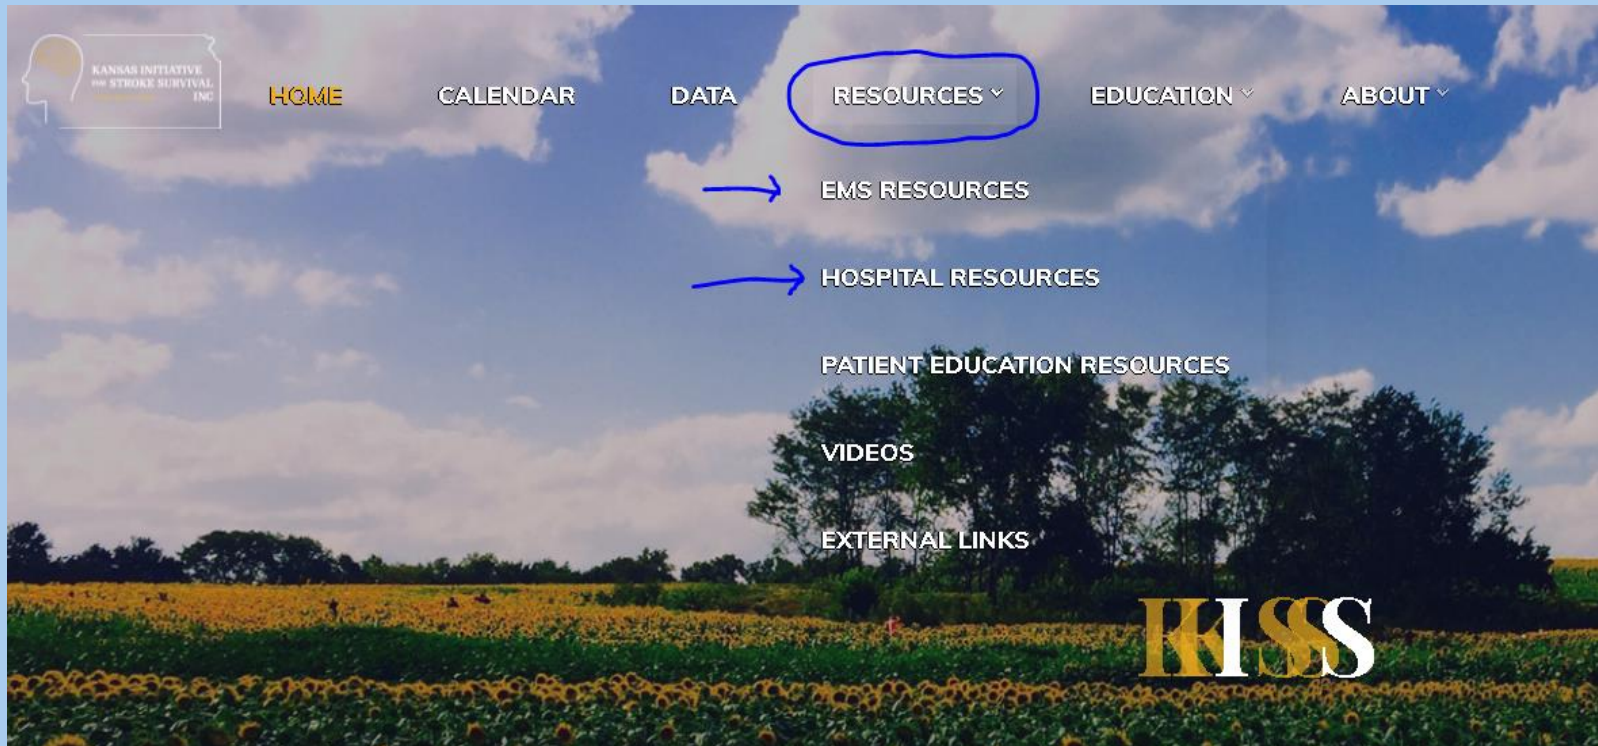 KANSAS INITIATIVE
FOR STROKE SURVIVAL
INC
HOME CALENDAR DATA RESOURCES EDUCATION ABOUT
EMS RESOURCES
HOSPITAL RESOURCES
PATIENT EDUCATION RESOURCES
VIDEOS
EXTERNAL LINKS
KISS